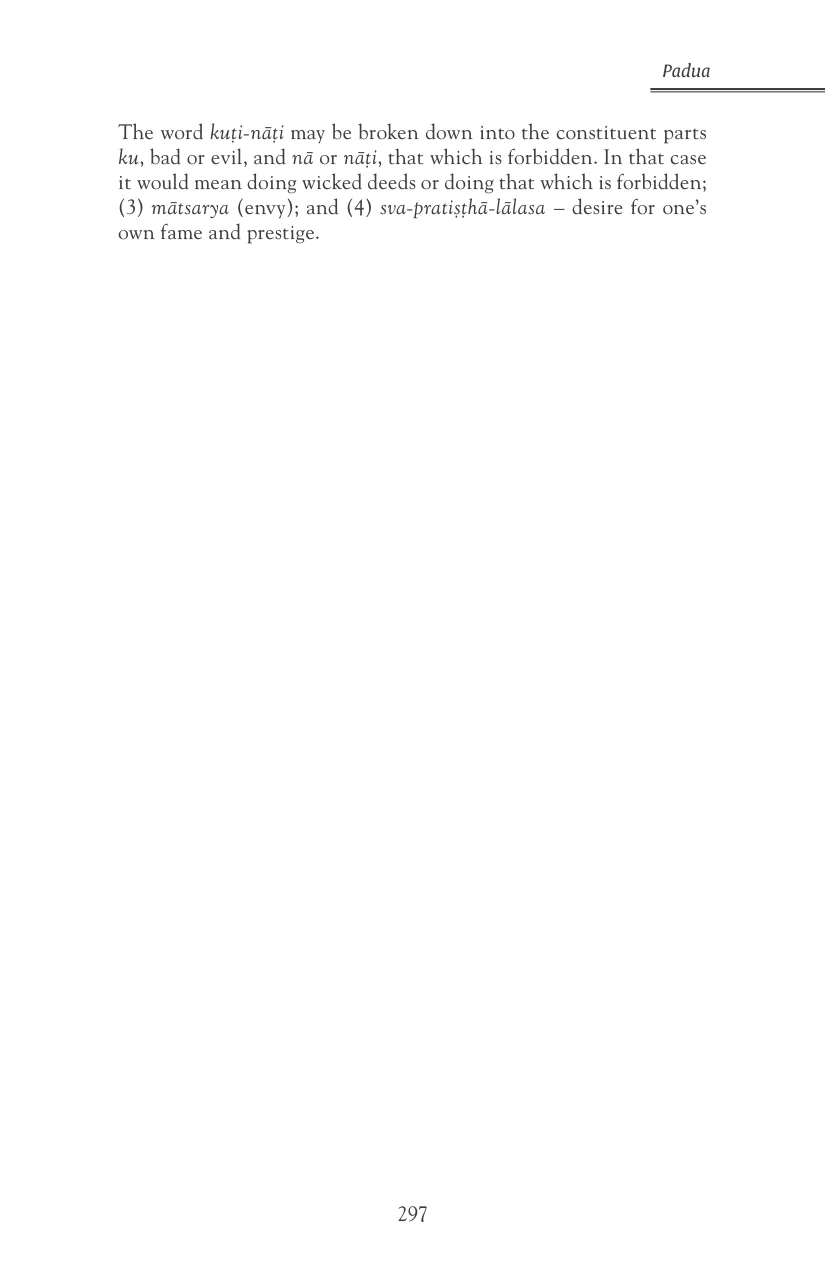 Padua
The word kuṭi-nāṭi may be broken down into the constituent parts
ku, bad or evil, and nā or nāṭi, that which is forbidden. In that case
it would mean doing wicked deeds or doing that which is forbidden;
(3) mātsarya (envy); and (4) sva-pratiṣṭhā-lālasa – desire for one’s
own fame and prestige.
297